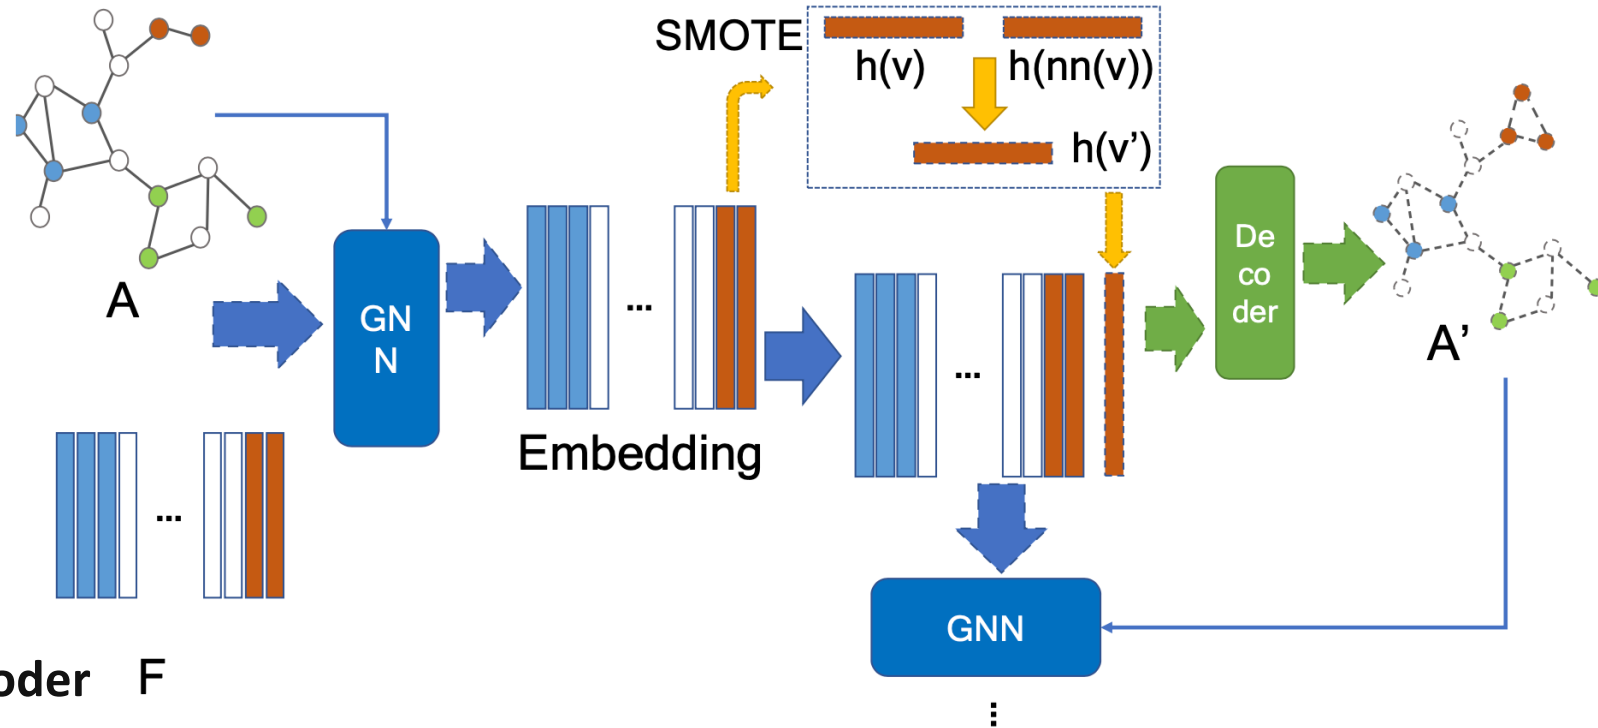 SMOTE
h(v)
h(nn(v))
h(v’)
A
GN
N
...
Embedding
...
De
co
der
A’
...
GNN
oder
F
...